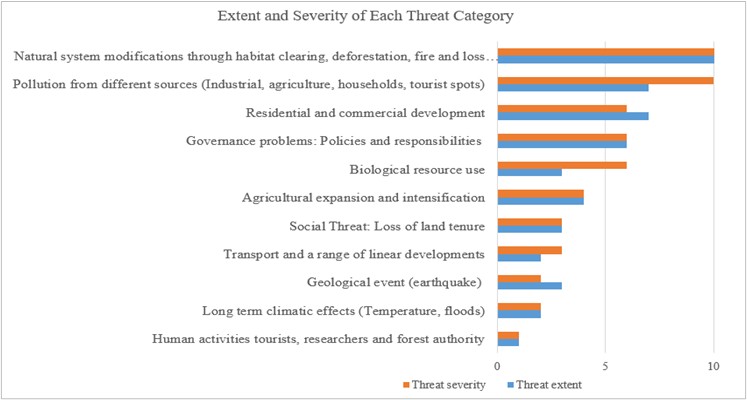 Extent and Severity of Each Threat Category
Natural system modifications through habitat clearing, deforestation, fire and loss…
Pollution from different sources (Industrial, agriculture, households, tourist spots)
Residential and commercial development
Governance problems: Policies and responsibilities
Biological resource use
Agricultural expansion and intensification
Social Threat: Loss of land tenure
Transport and a range of linear developments
Geological event (earthquake)
Long term climatic effects (Temperature, floods)
Human activities tourists, researchers and forest authority
0 5 10
Threat severity Threat extent